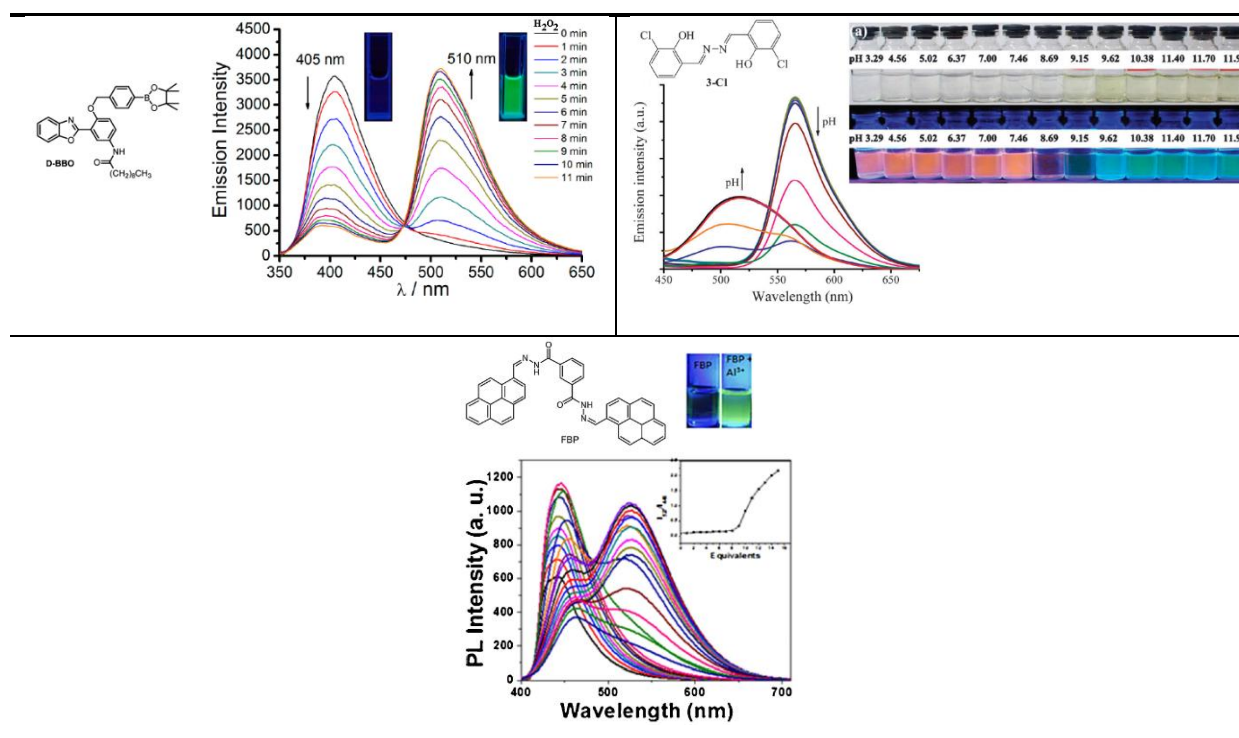 D-BBO
N
O
O
B
O
O
NH
O
(CH₂)₈CH₃
Emission Intensity
4500
4000
3500
3000
2500
2000
1500
1000
500
0
350 400 450 500 550 600 650
λ / nm
405 nm
510 nm
H₂O₂
0 min
1 min
2 min
3 min
4 min
5 min
6 min
7 min
8 min
9 min
10 min
11 min
Cl OH
N-N
Cl
HO
3-Cl
Emission intensity (a.u.)
pH
pH
450 500 550 600 650
Wavelength (nm)
a)
pH 3.29 4.56 5.02 6.37 7.00 7.46 8.69 9.15 9.62 10.38 11.40 11.70 11.9
pH 3.29 4.56 5.02 6.37 7.00 7.46 8.69 9.15 9.62 10.38 11.40 11.70 11.9
O
N
NH
O
NH
N
FBP
FBP
FBP +
Al³⁺
PL Intensity (a. u.)
1200
1000
800
600
400
200
0
400 500 600 700
Wavelength (nm)
Equivalents